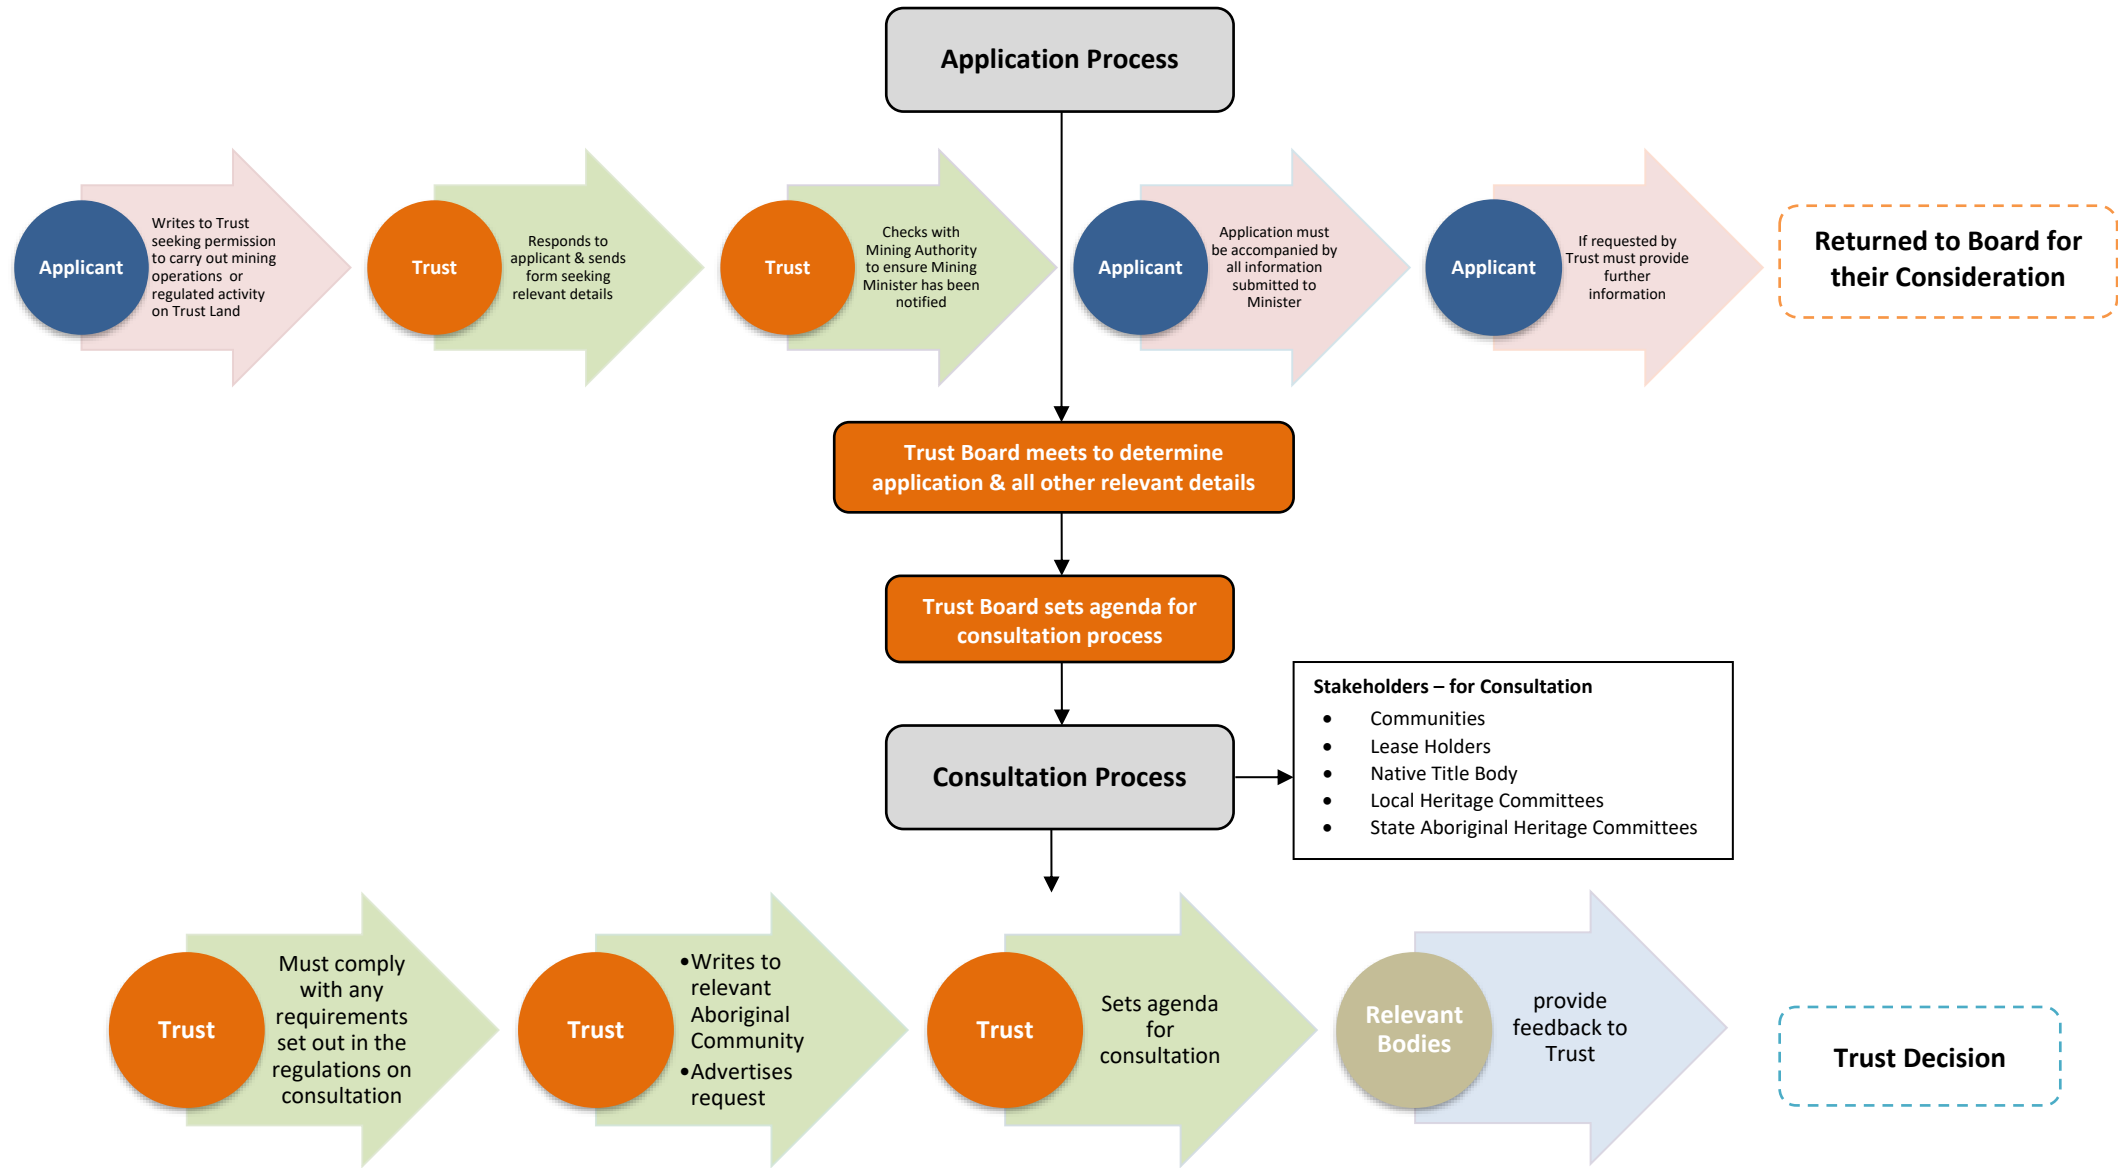 Application Process
Applicant
Writes to Trust
seeking permission
to carry out mining
operations or
regulated activity
on Trust Land
Trust
Responds to
applicant & sends
form seeking
relevant details
Trust
Checks with
Mining Authority
to ensure Mining
Minister has been
notified
Applicant
Application must
be accompanied by
all information
submitted to
Minister
Applicant
If requested by
Trust must provide
further
information
Returned to Board for
their Consideration
Trust Board meets to determine
application & all other relevant details
Trust Board sets agenda for
consultation process
Consultation Process
Stakeholders – for Consultation
• Communities
• Lease Holders
• Native Title Body
• Local Heritage Committees
• State Aboriginal Heritage Committees
Trust
Must comply
with any
requirements
set out in the
regulations on
consultation
Trust
•Writes to
relevant
Aboriginal
Community
•Advertises
request
Trust
Sets agenda
for
consultation
Relevant
Bodies
provide
feedback to
Trust
Trust Decision